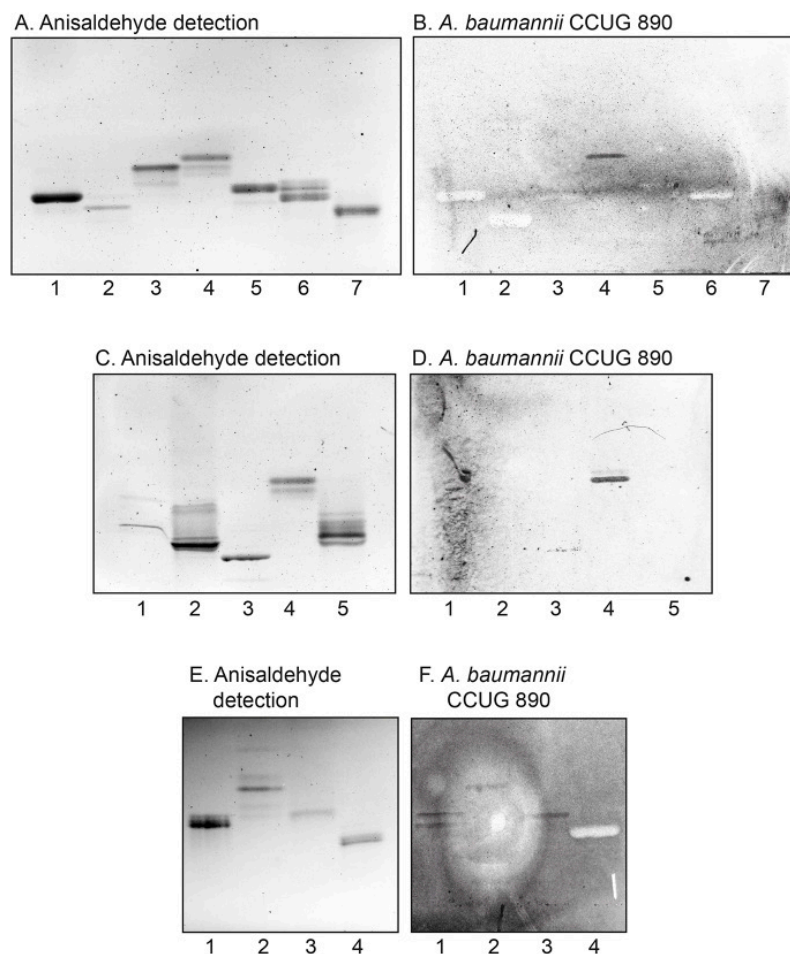 A. Anisaldehyde detection
B. A. baumannii CCUG 890
1 2 3 4 5 6 7
1 2 3 4 5 6 7
C. Anisaldehyde detection
D. A. baumannii CCUG 890
1 2 3 4 5
1 2 3 4 5
E. Anisaldehyde
detection
F. A. baumannii
CCUG 890
1 2 3 4
1 2 3 4